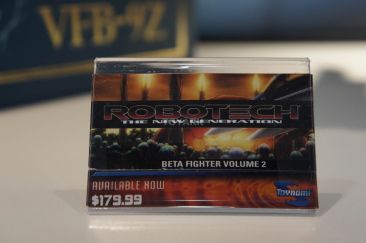 VFB-9Z
ROBOTECH
THE NEW GENERATION
BETA FIGHTER VOLUME 2
AVAILABLE NOW
$179.99
TOYNAMI